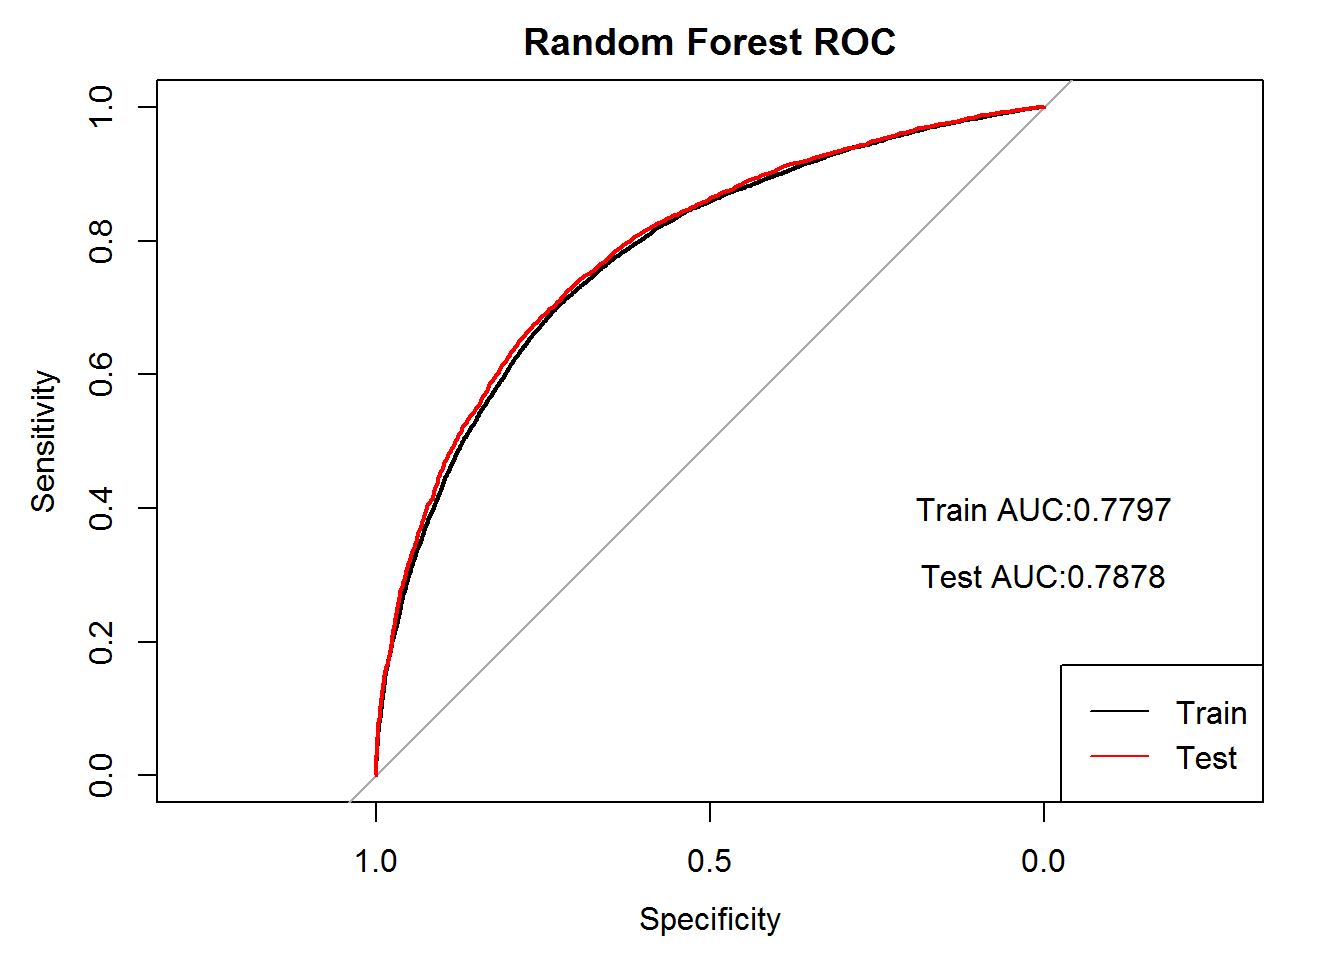 Random Forest ROC
1.0
0.8
0.6
0.4
0.2
0.0
Sensitivity
Train AUC:0.7797
Test AUC:0.7878
Train
Test
1.0 0.5 0.0
Specificity